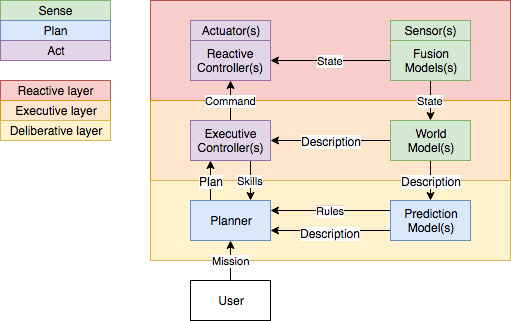 Sense
Plan
Act
Reactive layer
Executive layer
Deliberative layer
Actuator(s)
Reactive
Controller(s)
State
Sensor(s)
Fusion
Models(s)
Command
State
Executive
Controller(s)
Description
World
Model(s)
Plan
Skills
Description
Planner
Rules
Description
Prediction
Model(s)
Mission
User